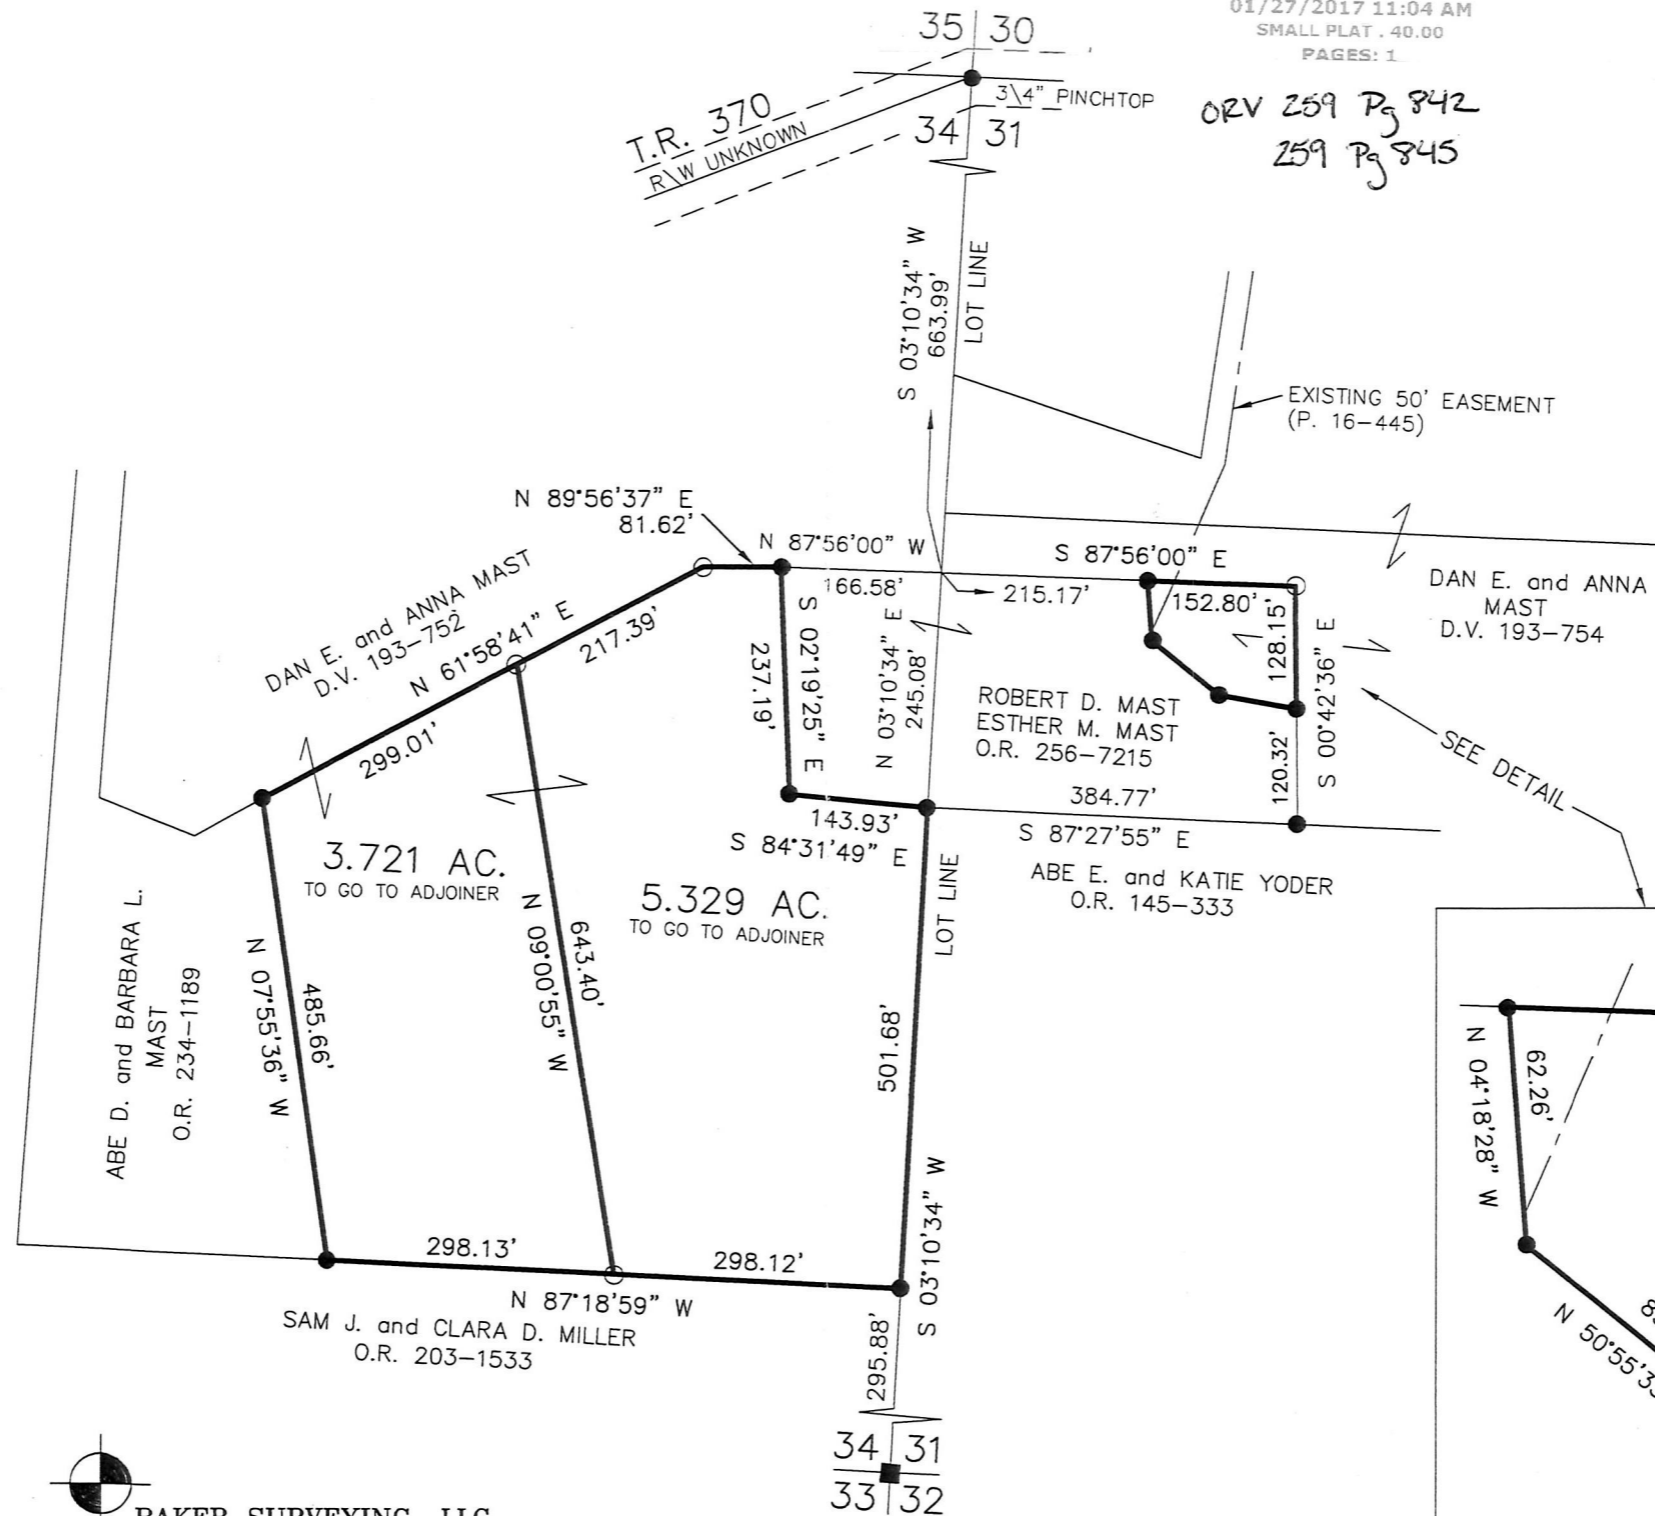 01/27/2017 11:04 AM
SMALL PLAT . 40.00
PAGES: 1
ORV 259 Pg 842
259 Pg 845
35 30
3\4" PINCHTOP
34 31
T.R. 370
R\W UNKNOWN
S 03°10'34" W
663.99'
LOT LINE
EXISTING 50' EASEMENT
(P. 16-445)
N 89°56'37" E
81.62'
N 87°56'00" W
166.58'
S 87°56'00" E
215.17'
152.80'
128.15'
DAN E. and ANNA
MAST
D.V. 193-754
DAN E. and ANNA MAST
D.V. 193-752
N 61°58'41" E
217.39'
299.01'
237.19'
S 02°19'25" E
N 03°10'34" E
245.08'
ROBERT D. MAST
ESTHER M. MAST
O.R. 256-7215
120.32'
S 00°42'36" E
SEE DETAIL
143.93'
S 84°31'49" E
384.77'
S 87°27'55" E
ABE E. and KATIE YODER
O.R. 145-333
3.721 AC.
TO GO TO ADJOINER
5.329 AC.
TO GO TO ADJOINER
LOT LINE
ABE D. and BARBARA L.
MAST
O.R. 234-1189
N 07°55'36" W
485.66'
N 09°00'55" W
643.40'
501.68'
S 03°10'34" W
62.26'
N 04°18'28" W
N 50°55'3
298.13'
298.12'
N 87°18'59" W
SAM J. and CLARA D. MILLER
O.R. 203-1533
295.88'
34 31
33 32
BAKER SURVEYING, LLC